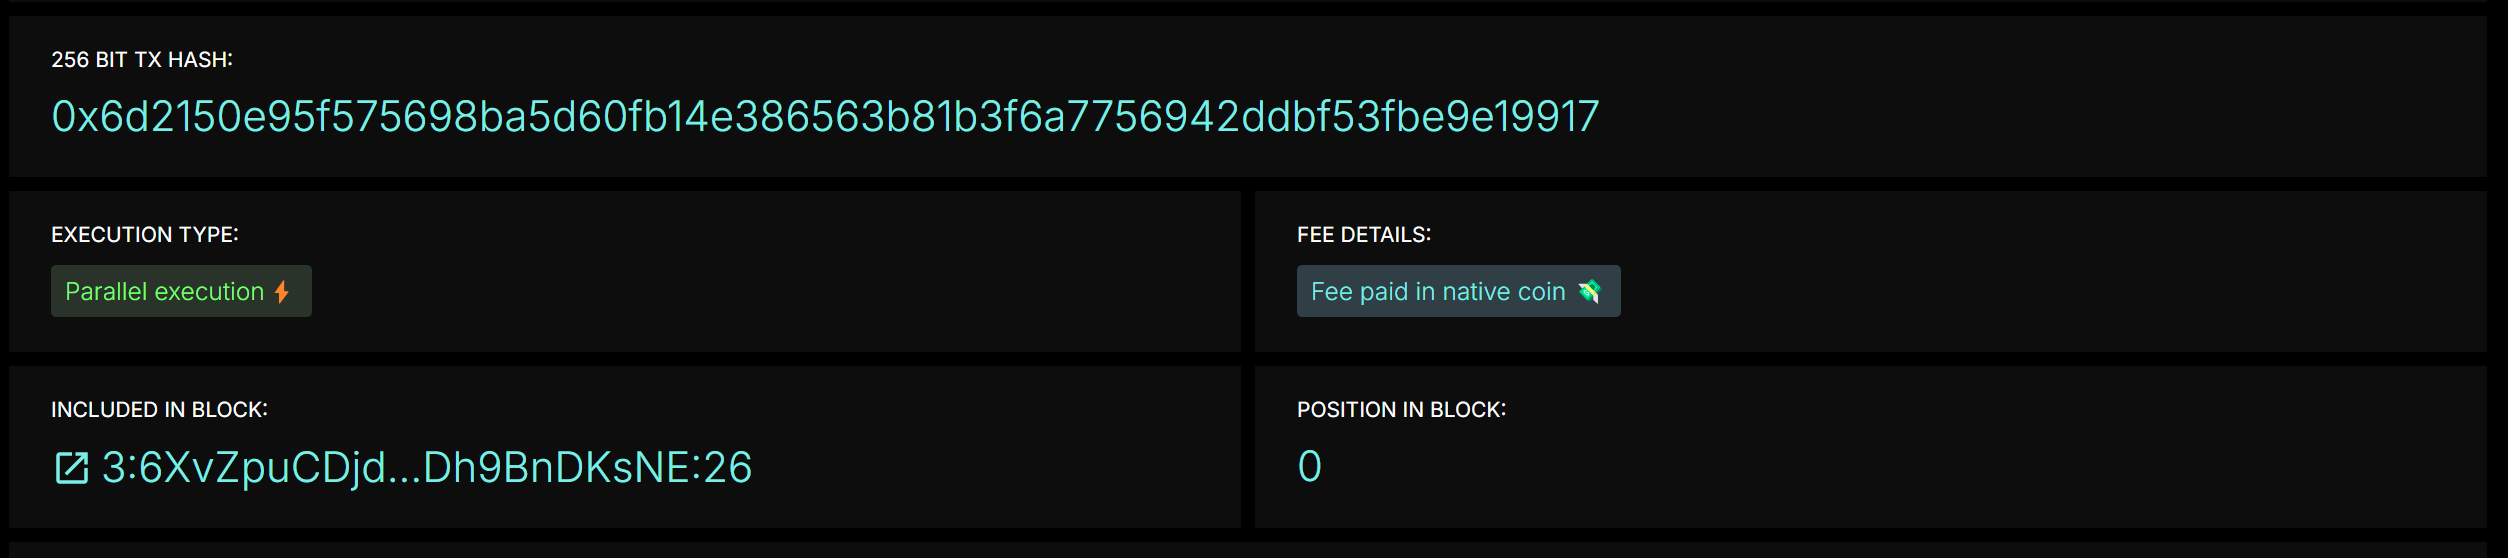 256 BIT TX HASH:
0x6d2150e95f575698ba5d60fb14e386563b81b3f6a7756942ddbf53fbe9e19917
EXECUTION TYPE:
Parallel execution⚡
FEE DETAILS:
Fee paid in native coin 💸
INCLUDED IN BLOCK:
3:6XvZpuCDjd...Dh9BnDKsNE:26
POSITION IN BLOCK:
0